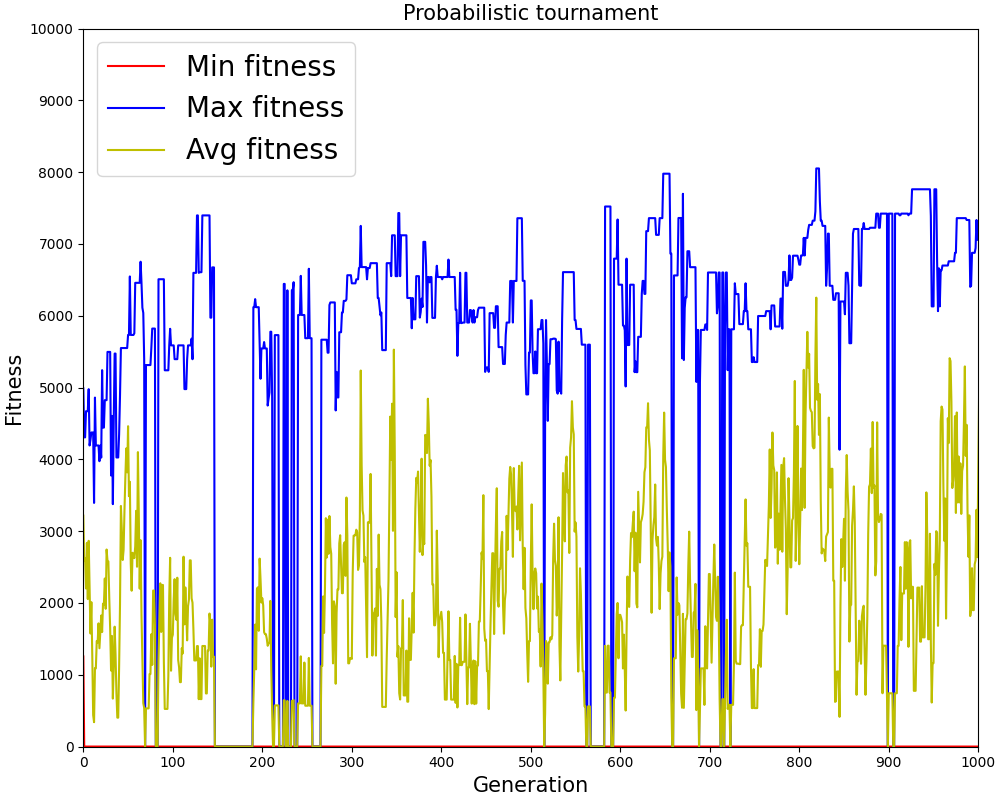 Probabilistic tournament
10000
9000
8000
7000
6000
5000
4000
3000
2000
1000
0
Fitness
Min fitness
Max fitness
Avg fitness
0 100 200 300 400 500 600 700 800 900 1000
Generation